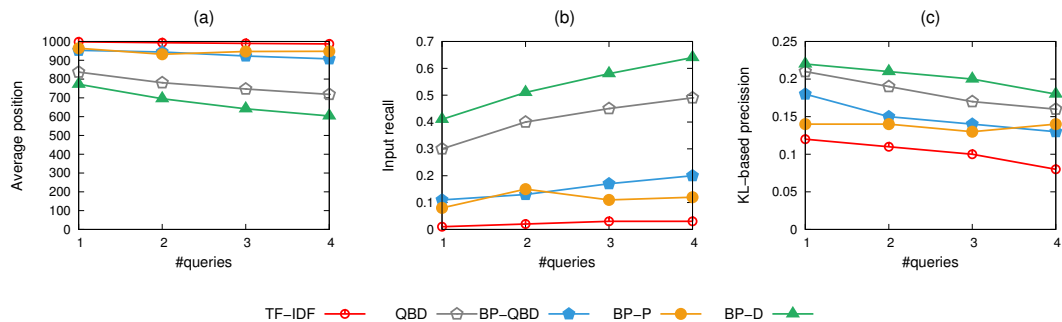 (a)
Average position
1000
900
800
700
600
500
400
300
200
100
0
1 2 3 4
#queries
(b)
Input recall
0.7
0.6
0.5
0.4
0.3
0.2
0.1
0
1 2 3 4
#queries
(c)
KL−based precission
0.25
0.2
0.15
0.1
0.05
0
1 2 3 4
#queries
TF−IDF QBD BP−QBD BP−P BP−D